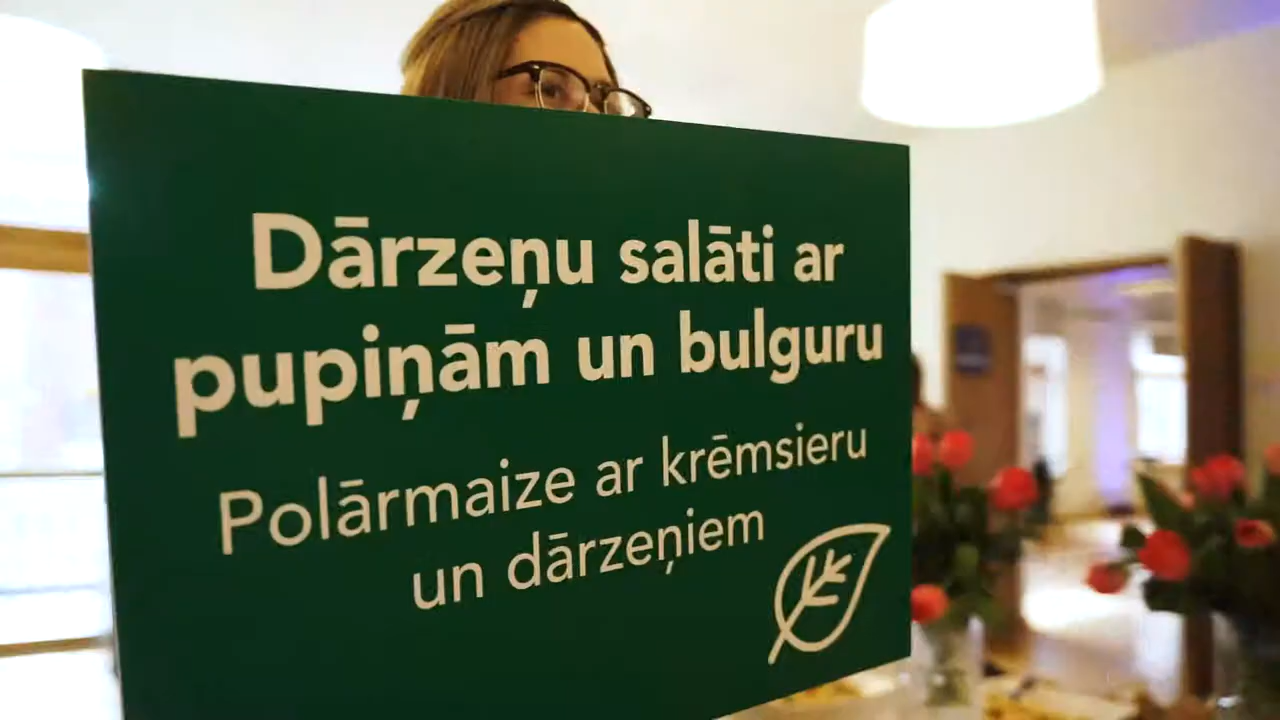 Dārzeņu salāti ar
pupiņām un bulguru
Polārmaize ar krēmsieru
un dārzeņiem